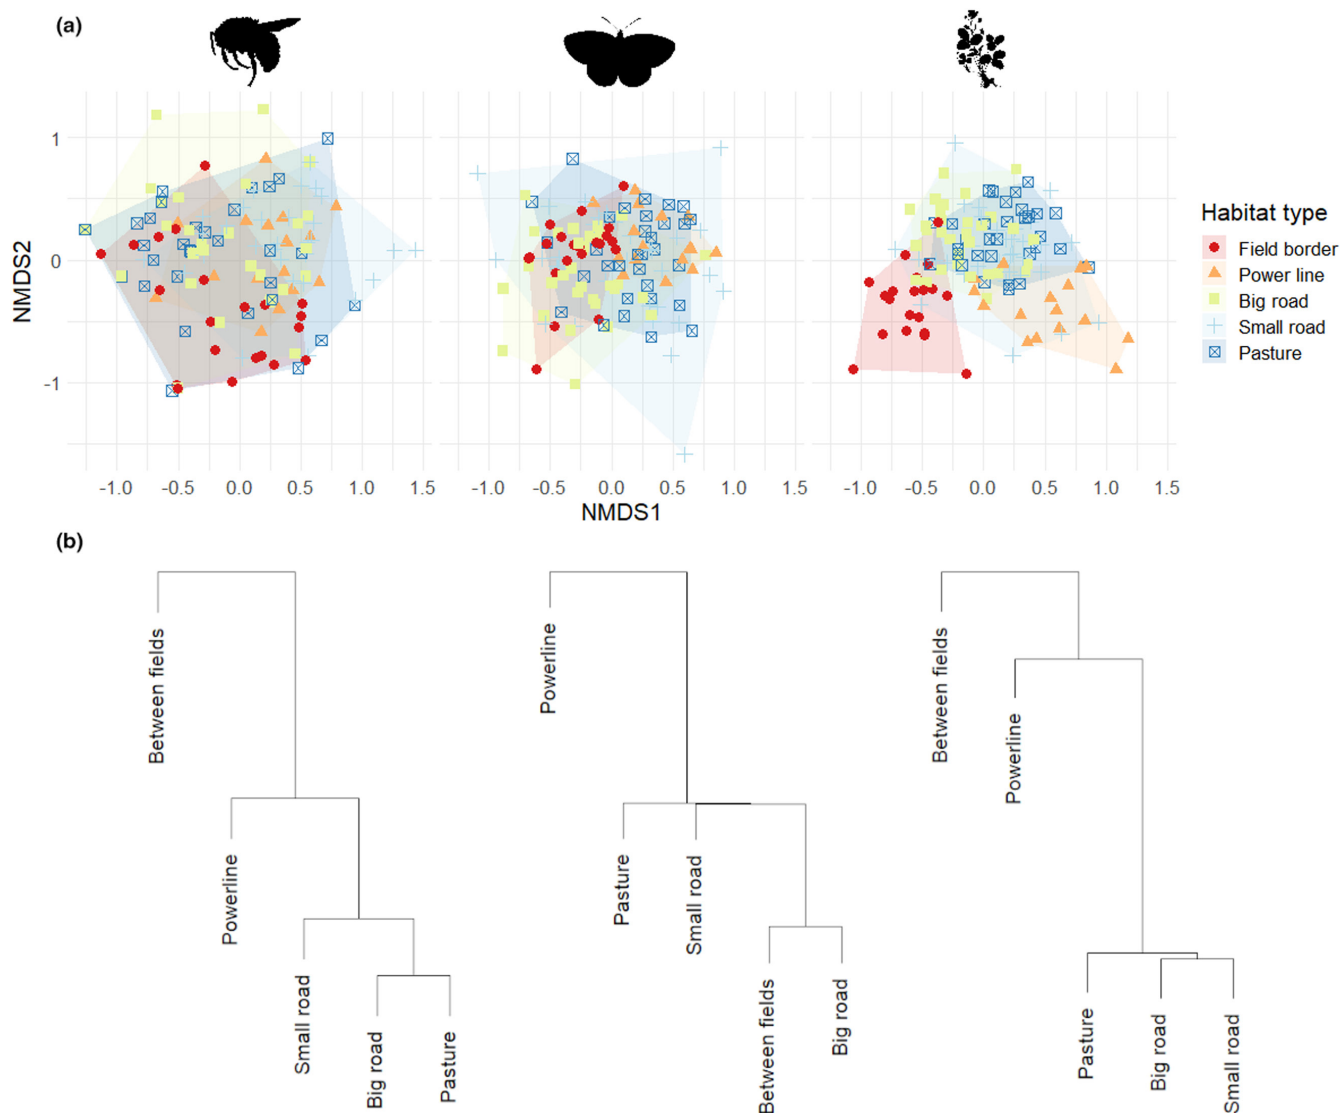 (a)
NMDS2
1
0
-1
-1.0 -0.5 0.0 0.5 1.0 1.5
-1.0 -0.5 0.0 0.5 1.0 1.5
-1.0 -0.5 0.0 0.5 1.0 1.5
NMDS1
Habitat type
Field border
Power line
Big road
Small road
Pasture
(b)
Between fields
Powerline
Small road
Big road
Pasture
Powerline
Pasture
Small road
Between fields
Big road
Between fields
Powerline
Pasture
Big road
Small road